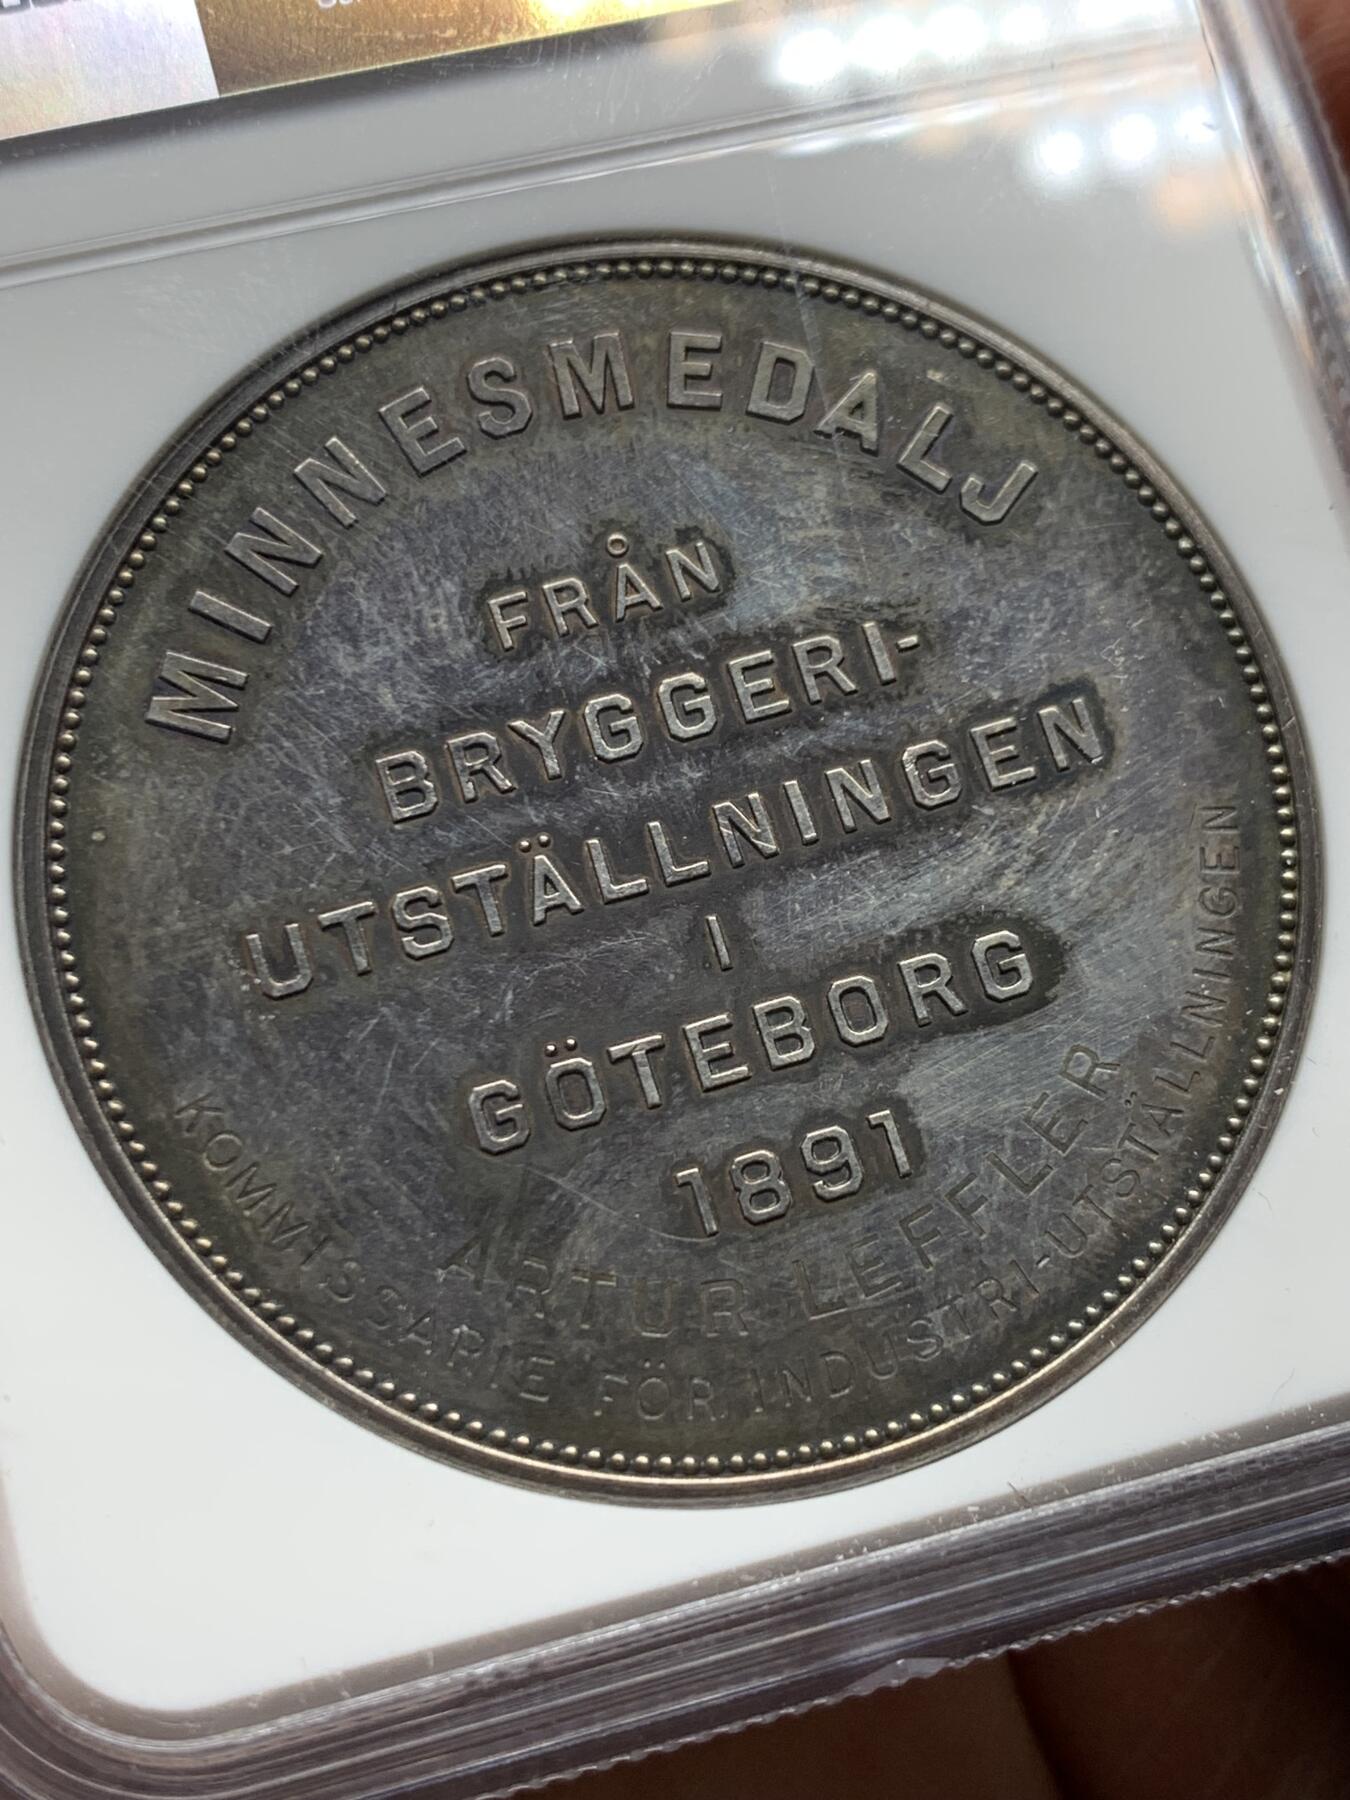 MINNESMEDALJ
FRÅN
BRYGGERI-
UTSTÄLLNINGEN
I
GÖTEBORG
1891
ARTUR LEFFLER
KOMMISSARIE FÖR INDUSTRI-UTSTÄLLNINGEN